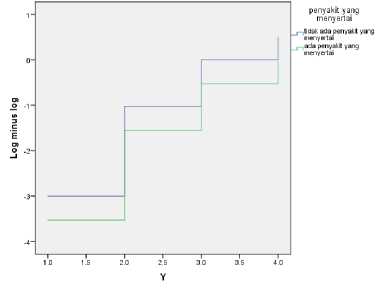 penyakit yang
menyertai
tidak ada penyakit yang
menyertai
ada penyakit yang
menyertai
Log minus log
1
0
-1
-2
-3
-4
1.0 1.5 2.0 2.5 3.0 3.5 4.0
Y